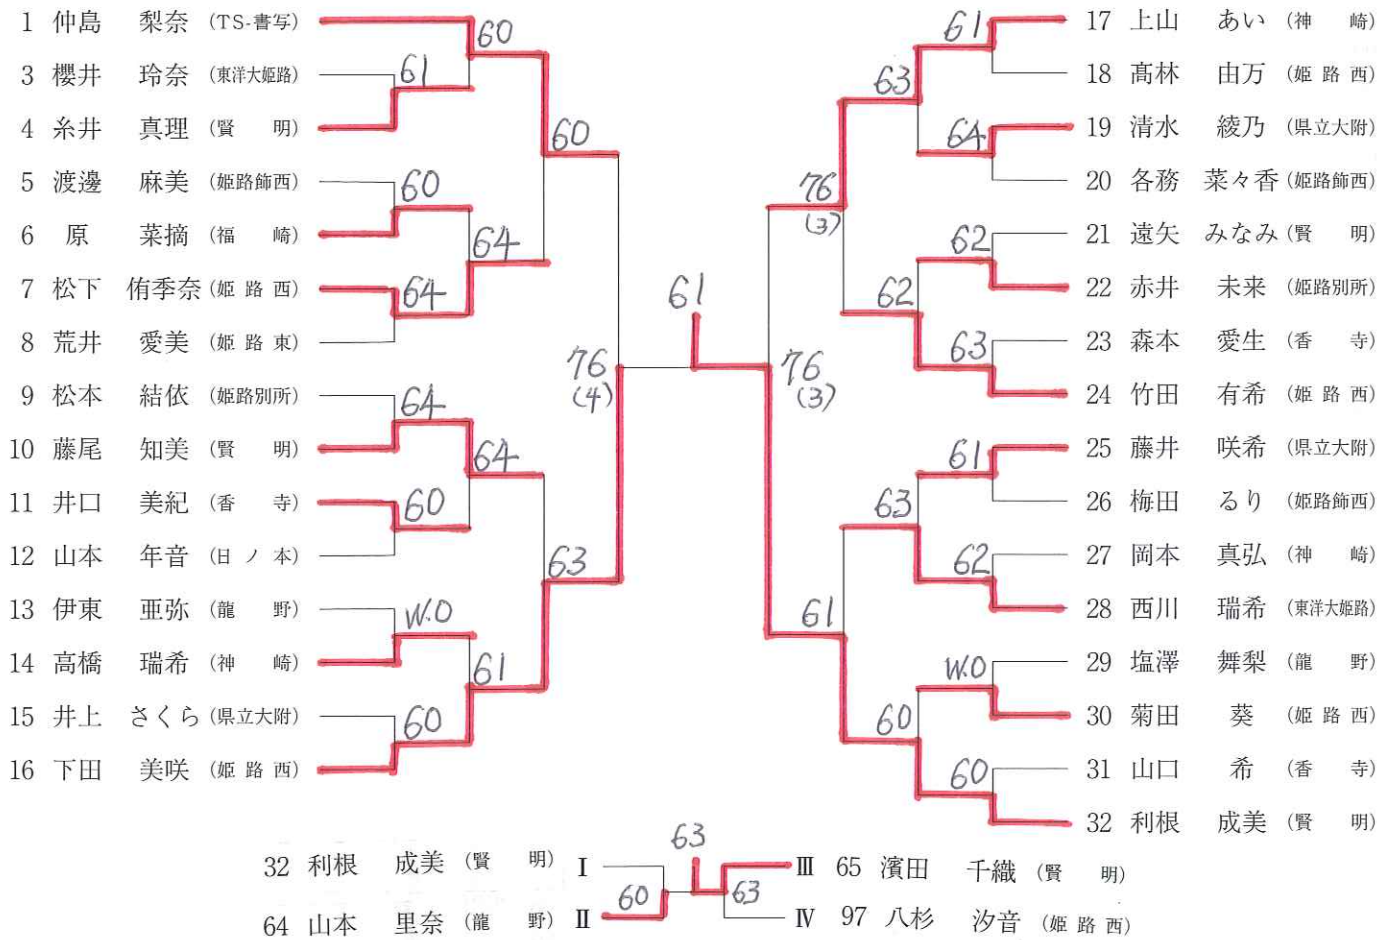 1 仲島 梨奈 (TS-書写)
3 櫻井 玲奈 (東洋大姫路)
4 糸井 真理 (賢 明)
5 渡邊 麻美 (姫路飾西)
6 原 菜摘 (福 崎)
7 松下 侑季奈 (姫 路 西)
8 荒井 愛美 (姫 路 東)
9 松本 結依 (姫路別所)
10 藤尾 知美 (賢 明)
11 井口 美紀 (香 寺)
12 山本 年音 (日 ノ 本)
13 伊東 亜弥 (龍 野)
14 高橋 瑞希 (神 崎)
15 井上 さくら (県立大附)
16 下田 美咲 (姫 路 西)
61
60
64
64
60
W.O
60
60
64
64
61
60
63
76
(4)
61
76
(3)
76
(3)
61
63
62
63
60
61
64
62
63
61
62
W.O
60
17 上山 あい (神 崎)
18 髙林 由万 (姫 路 西)
19 清水 綾乃 (県立大附)
20 各務 菜々香 (姫路飾西)
21 遠矢 みなみ (賢 明)
22 赤井 未来 (姫路別所)
23 森本 愛生 (香 寺)
24 竹田 有希 (姫 路 西)
25 藤井 咲希 (県立大附)
26 梅田 るり (姫路飾西)
27 岡本 真弘 (神 崎)
28 西川 瑞希 (東洋大姫路)
29 塩澤 舞梨 (龍 野)
30 菊田 葵 (姫 路 西)
31 山口 希 (香 寺)
32 利根 成美 (賢 明)
63
32 利根 成美 (賢 明) Ⅰ
Ⅲ 65 濱田 千織 (賢 明)
60
63
64 山本 里奈 (龍 野) Ⅱ
Ⅳ 97 八杉 汐音 (姫 路 西)